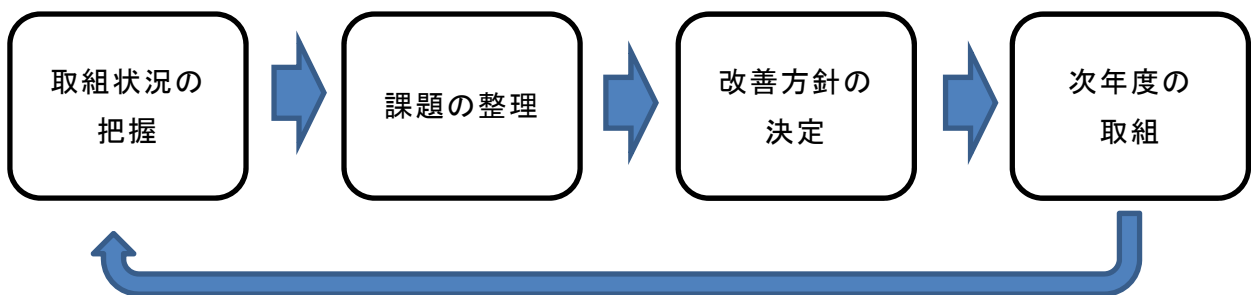 取組状況の
把握
課題の整理
改善方針の
決定
次年度の
取組